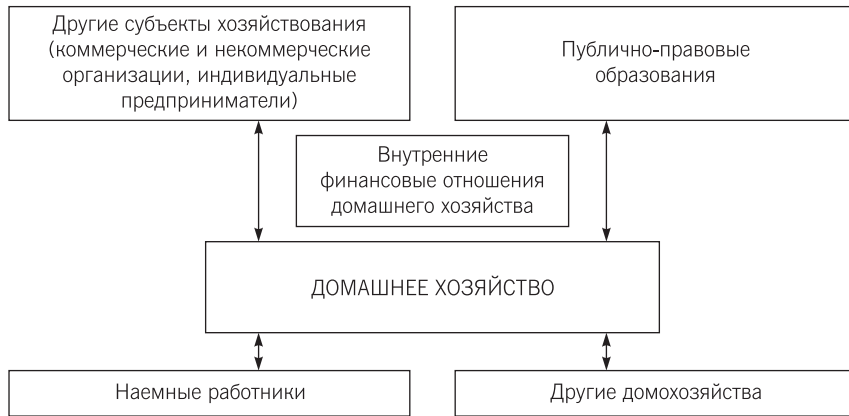 Другие субъекты хозяйствования
(коммерческие и некоммерческие
организации, индивидуальные
предприниматели)
Публично-правовые
образования
Внутренние
финансовые отношения
домашнего хозяйства
ДОМАШНЕЕ ХОЗЯЙСТВО
Наемные работники
Другие домохозяйства